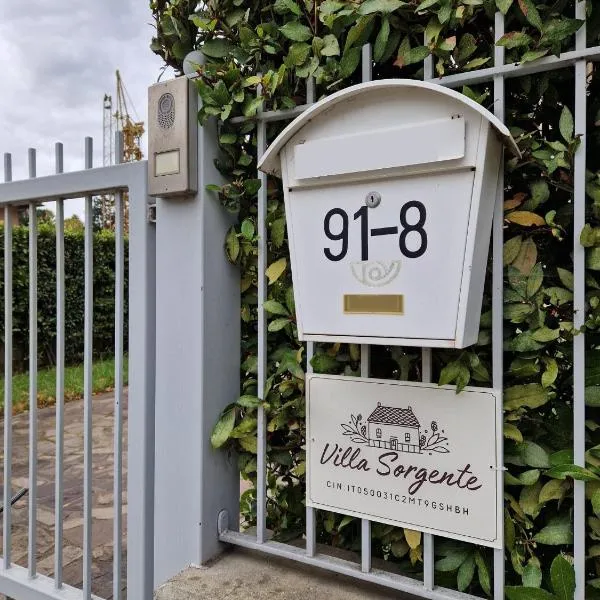 91-8
Villa Sorgente
CIN:IT050031C2MT9GSHBH